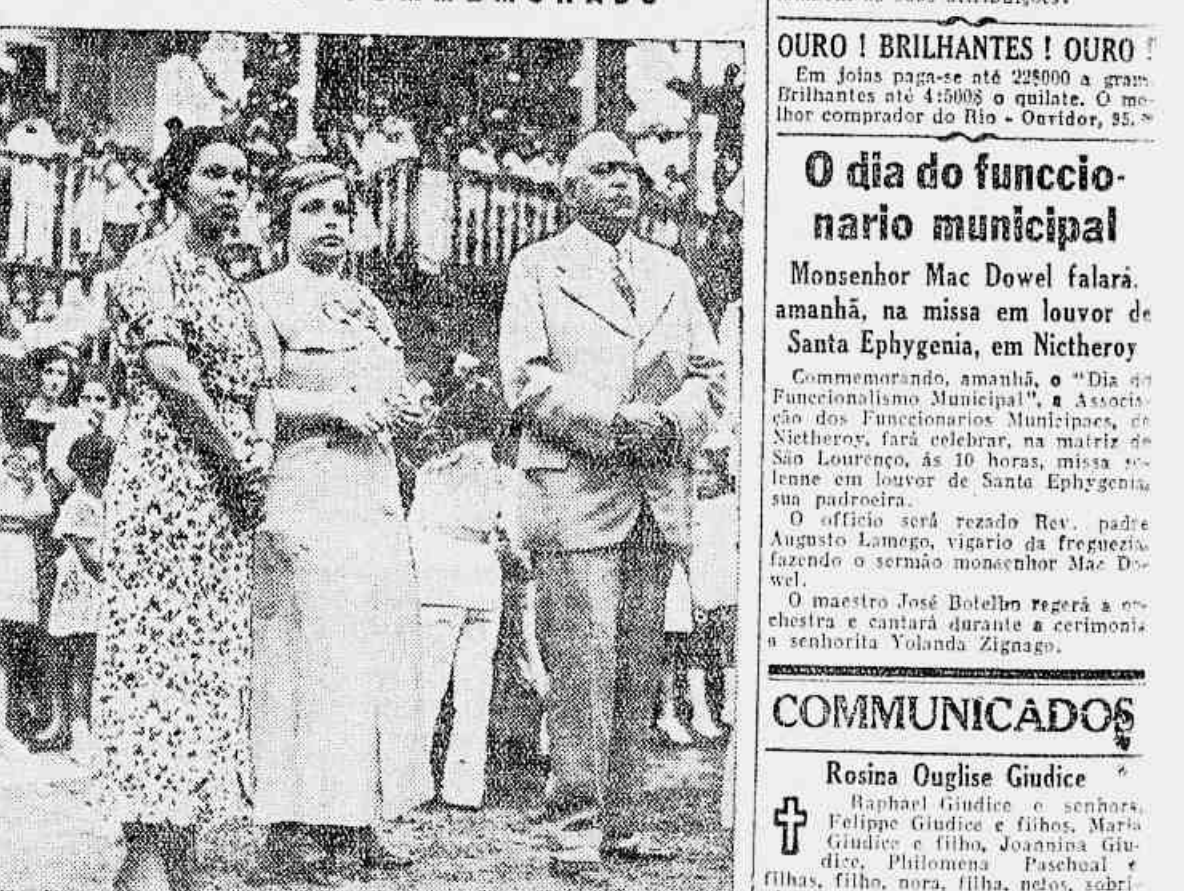 COMMEMORADO
OURO ! BRILHANTES ! OURO !
Em joias paga-se até 22$000 a gram.
Brilhantes até 4:500$ o quilate. O me-
lhor comprador do Rio - Ouvidor, 95.
O dia do funccio-
nario municipal
Monsenhor Mac Dowel falará,
amanhã, na missa em louvor de
Santa Ephygenia, em Nictheroy
Commemorando, amanhã, o "Dia do
Funccionalismo Municipal", a Associa-
ção dos Funccionarios Municipaes, de
Nictheroy, fará celebrar, na matriz de
São Lourenço, ás 10 horas, missa so-
lenne em louvor de Santa Ephygenia,
sua padroeira.
O officio será rezado Rev. padre
Augusto Lamego, vigario da freguezia,
fazendo o sermão monsenhor Mac Do-
wel.
O maestro José Botelho regerá a or-
chestra e cantará durante a cerimonia
a senhorita Yolanda Zignago.
COMMUNICADOS
Rosina Ouglise Giudice
Raphael Giudice e senhora,
Felippe Giudice e filhos, Maria
Giudice e filho, Joannina Giu-
dice, Philomena Paschoal e
filhas, filho, nora, filha, netos, sobri-